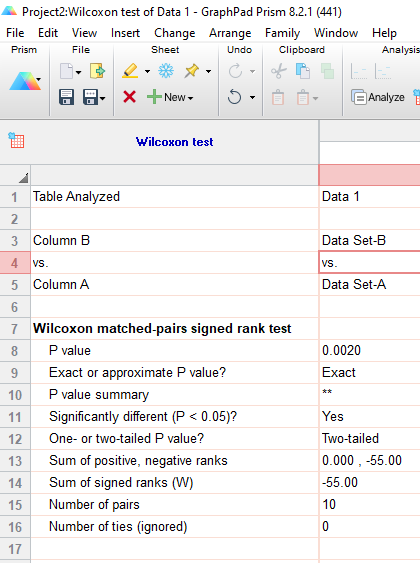 Project2:Wilcoxon test of Data 1 - GraphPad Prism 8.2.1 (441)
File Edit View Insert Change Arrange Family Window Help
Prism File Sheet Undo Clipboard Analysis
New
Analyze
Wilcoxon test
1 Table Analyzed Data 1
2
3 Column B Data Set-B
4 vs. vs.
5 Column A Data Set-A
6
7 Wilcoxon matched-pairs signed rank test
8 P value 0.0020
9 Exact or approximate P value? Exact
10 P value summary **
11 Significantly different (P < 0.05)? Yes
12 One- or two-tailed P value? Two-tailed
13 Sum of positive, negative ranks 0.000 , -55.00
14 Sum of signed ranks (W) -55.00
15 Number of pairs 10
16 Number of ties (ignored) 0
17